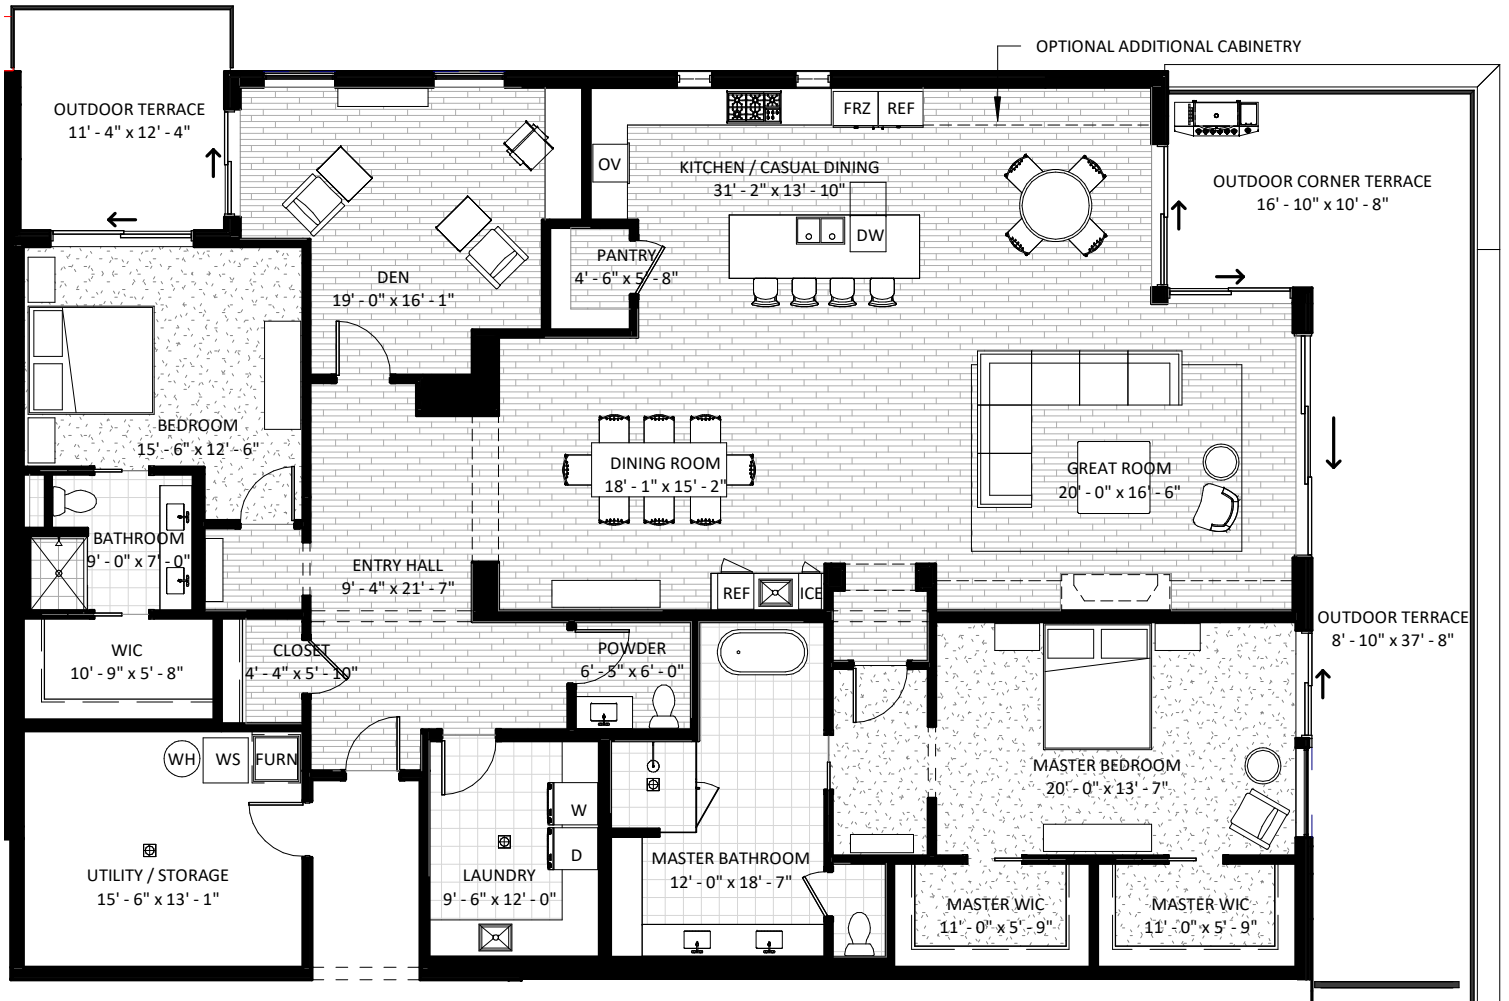 OPTIONAL ADDITIONAL CABINETRY
OUTDOOR TERRACE
11' - 4" x 12' - 4"
FRZ
REF
OV
KITCHEN / CASUAL DINING
31' - 2" x 13' - 10"
OUTDOOR CORNER TERRACE
16' - 10" x 10' - 8"
DW
PANTRY
4' - 6" x 5' - 8"
DEN
19' - 0" x 16' - 1"
BEDROOM
15' - 6" x 12' - 6"
DINING ROOM
18' - 1" x 15' - 2"
GREAT ROOM
20' - 0" x 16' - 6"
BATHROOM
9' - 0" x 7' - 0"
ENTRY HALL
9' - 4" x 21' - 7"
REF
ICE
OUTDOOR TERRACE
8' - 10" x 37' - 8"
WIC
10' - 9" x 5' - 8"
CLOSET
4' - 4" x 5' - 10"
POWDER
6' - 5" x 6' - 0"
WH
WS
FURN
MASTER BEDROOM
20' - 0" x 13' - 7"
W
D
UTILITY / STORAGE
15' - 6" x 13' - 1"
LAUNDRY
9' - 6" x 12' - 0"
MASTER BATHROOM
12' - 0" x 18' - 7"
MASTER WIC
11' - 0" x 5' - 9"
MASTER WIC
11' - 0" x 5' - 9"